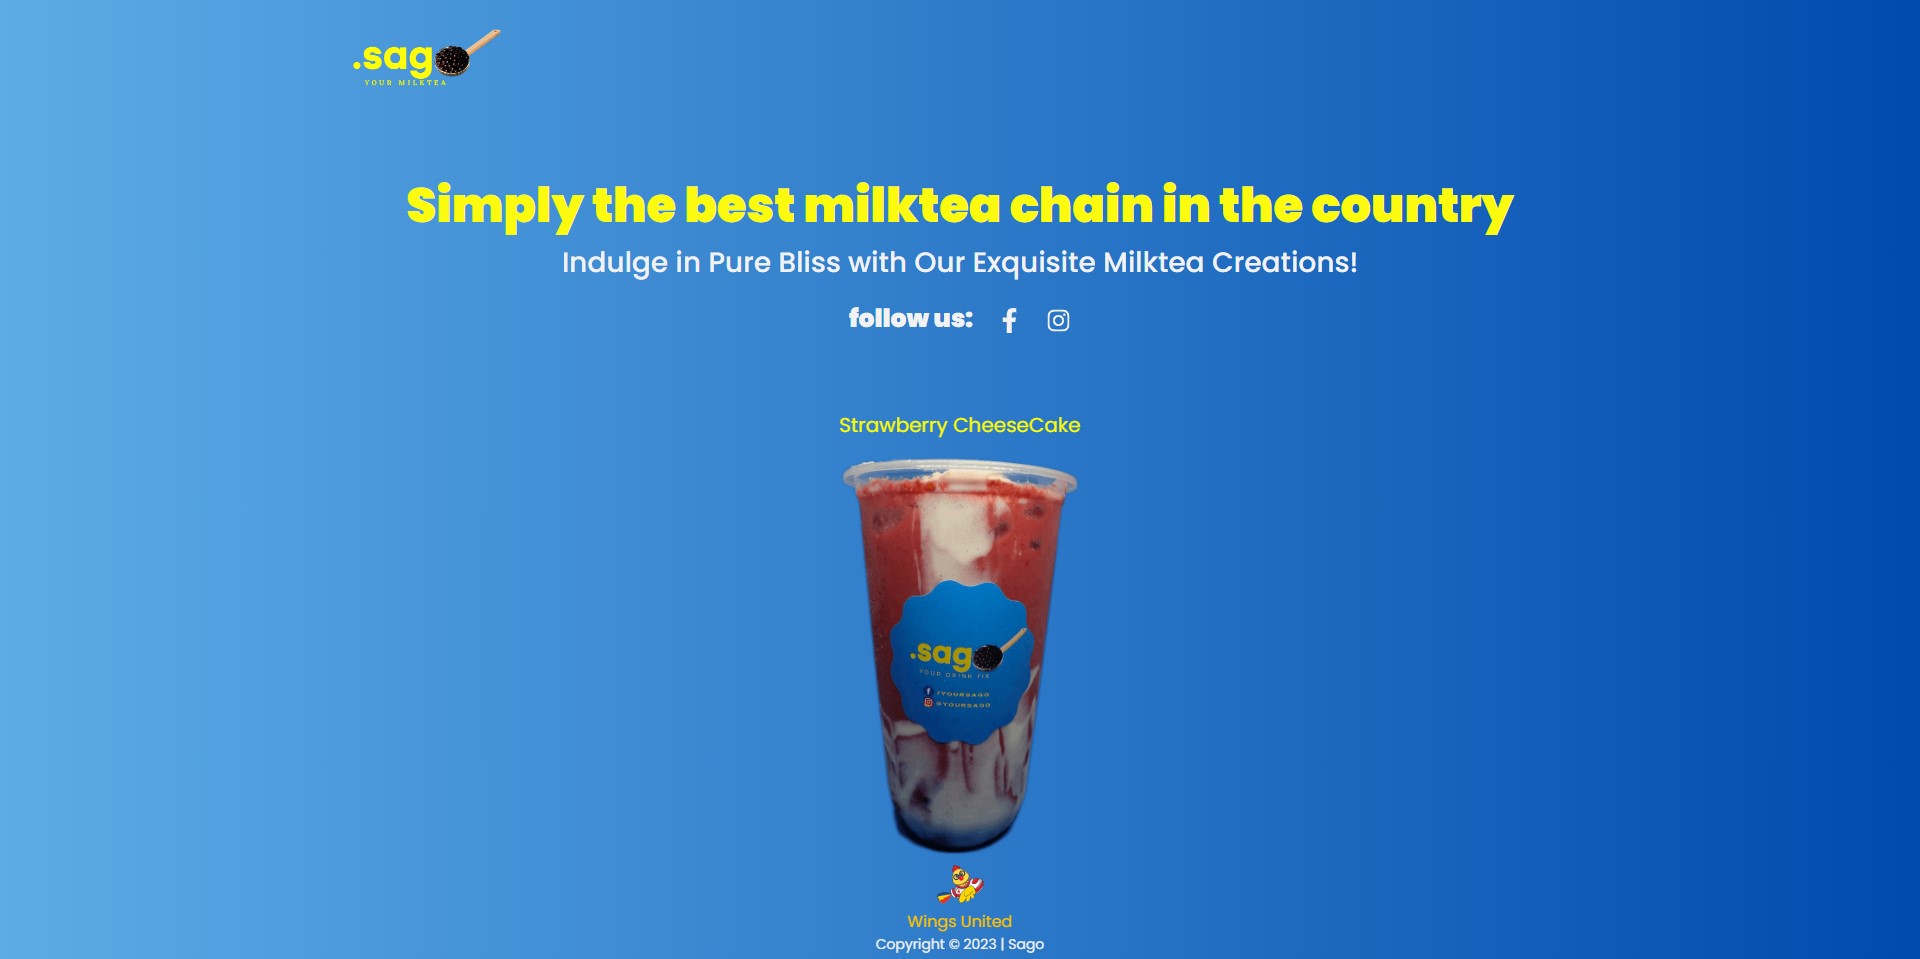 .sago
YOUR MILKTEA
Simply the best milktea chain in the country
Indulge in Pure Bliss with Our Exquisite Milktea Creations!
follow us:
Strawberry CheeseCake
.sago
YOUR DRINK FIX
/YOURSAGO
@YOURSAGO
Wings United
Copyright © 2023 | Sago